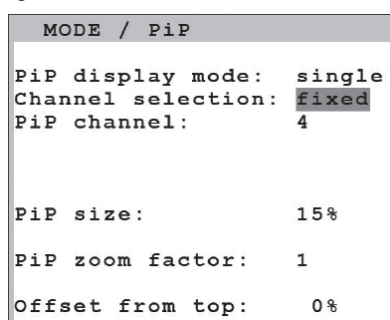 MODE / PiP
PiP display mode: single
Channel selection: fixed
PiP channel: 4
PiP size: 15%
PiP zoom factor: 1
Offset from top: 0%